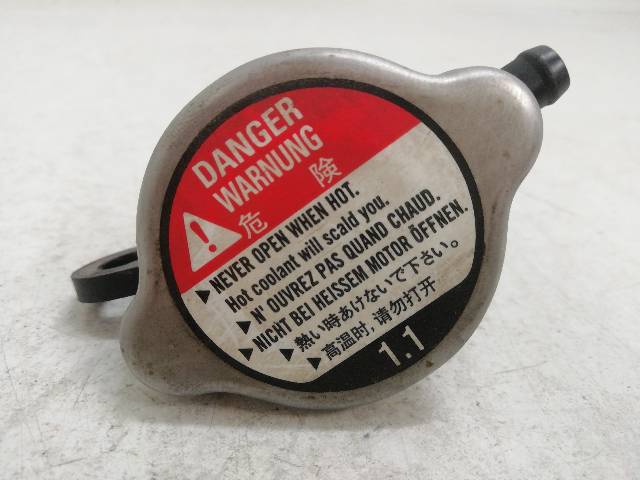 DANGER
WARNUNG
危 険
NEVER OPEN WHEN HOT.
Hot coolant will scald you.
N' OUVREZ PAS QUAND CHAUD.
NICHT BEI HEISSEM MOTOR ÖFFNEN.
熱い時あけないで下さい。
高温时,请勿打开
1.1